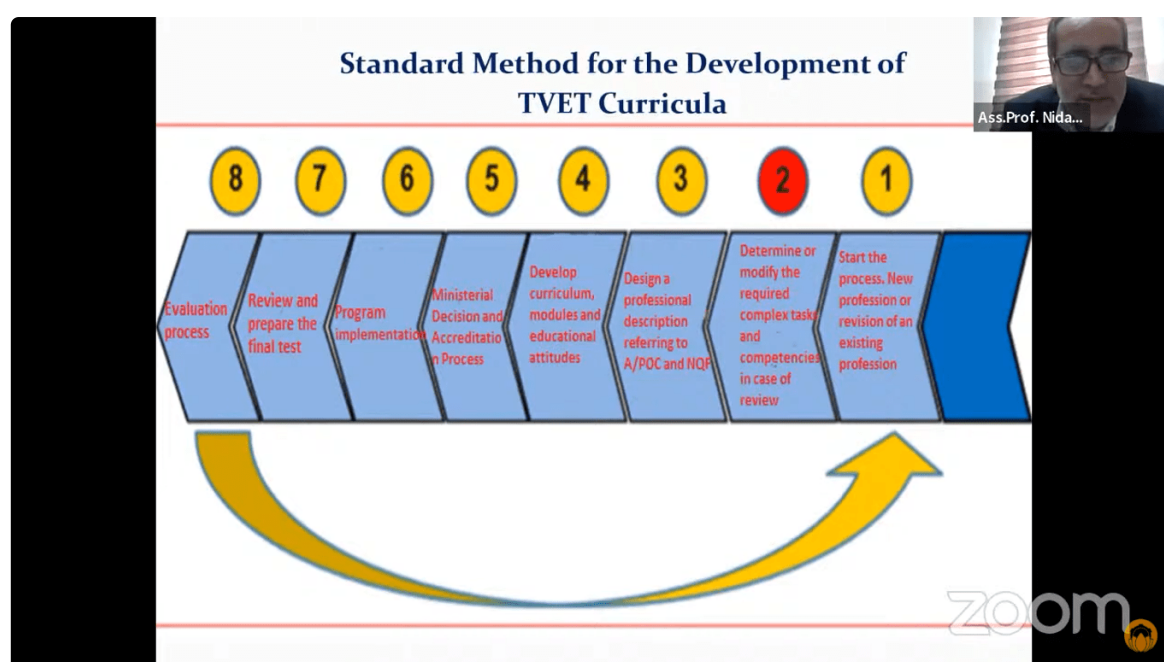 Standard Method for the Development of
TVET Curricula
Ass.Prof. Nida...
8
7
6
5
4
3
2
1
Evaluation
process
Review and
prepare the
final test
Program
implementation
Ministerial
Decision and
Accreditatio
n Process
Develop
curriculum,
modules and
educational
attitudes
Design a
professional
description
referring to
A/POC and NQF
Determine or
modify the
required
complex tasks
and
competencies
in case of
review
Start the
process. New
profession or
revision of an
existing
profession
zoom